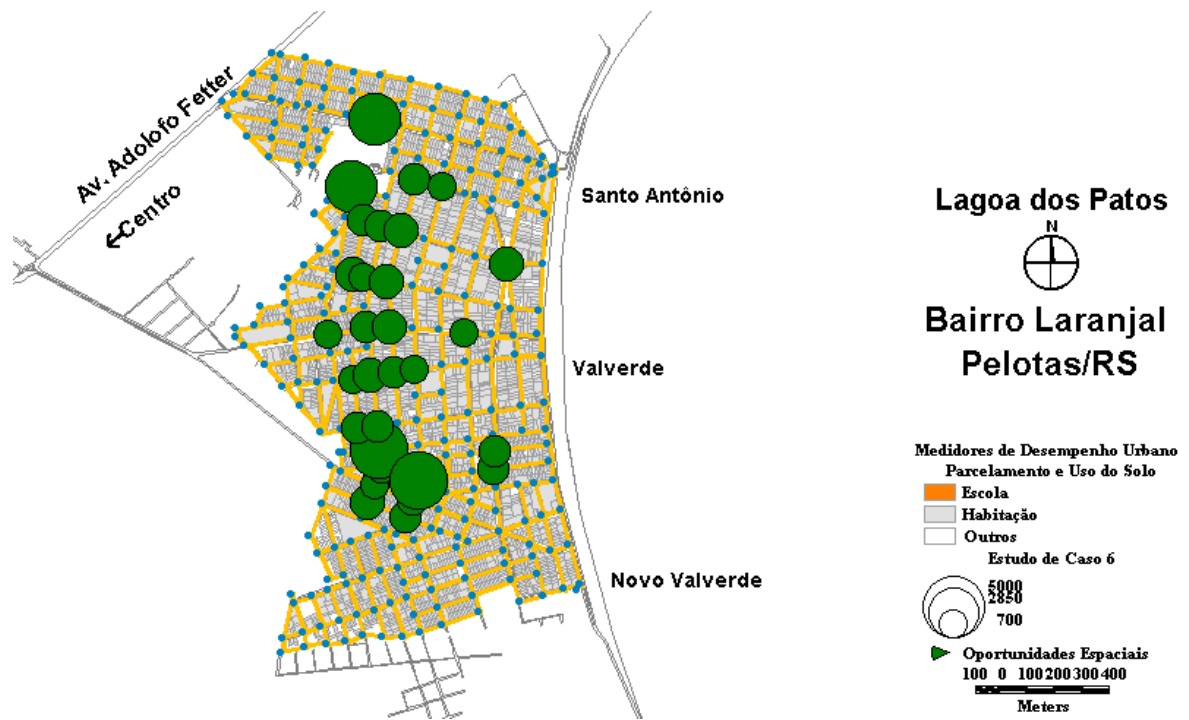 Av. Adolofo Fetter
←Centro
Santo Antônio
Valverde
Novo Valverde
Lagoa dos Patos
N
Bairro Laranjal
Pelotas/RS
Medidores de Desempenho Urbano
Parcelamento e Uso do Solo
Escola
Habitação
Outros
Estudo de Caso 6
5000
2850
700
Oportunidades Espaciais
100 0 100 200 300 400
Meters